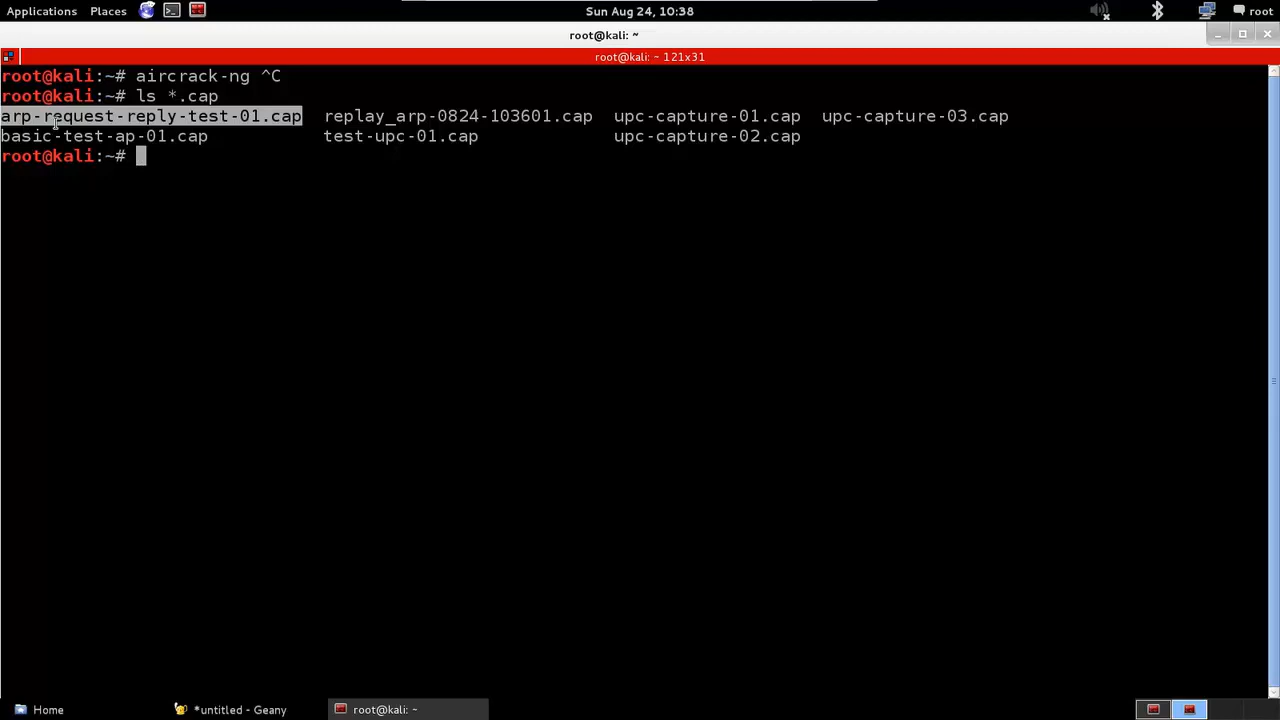 Applications Places Sun Aug 24, 10:38 root
root@kali: ~
root@kali: ~ 121x31
root@kali:~# aircrack-ng ^C
root@kali:~# ls *.cap
arp-request-reply-test-01.cap replay_arp-0824-103601.cap upc-capture-01.cap upc-capture-03.cap
basic-test-ap-01.cap test-upc-01.cap upc-capture-02.cap
root@kali:~#
Home *untitled - Geany root@kali: ~